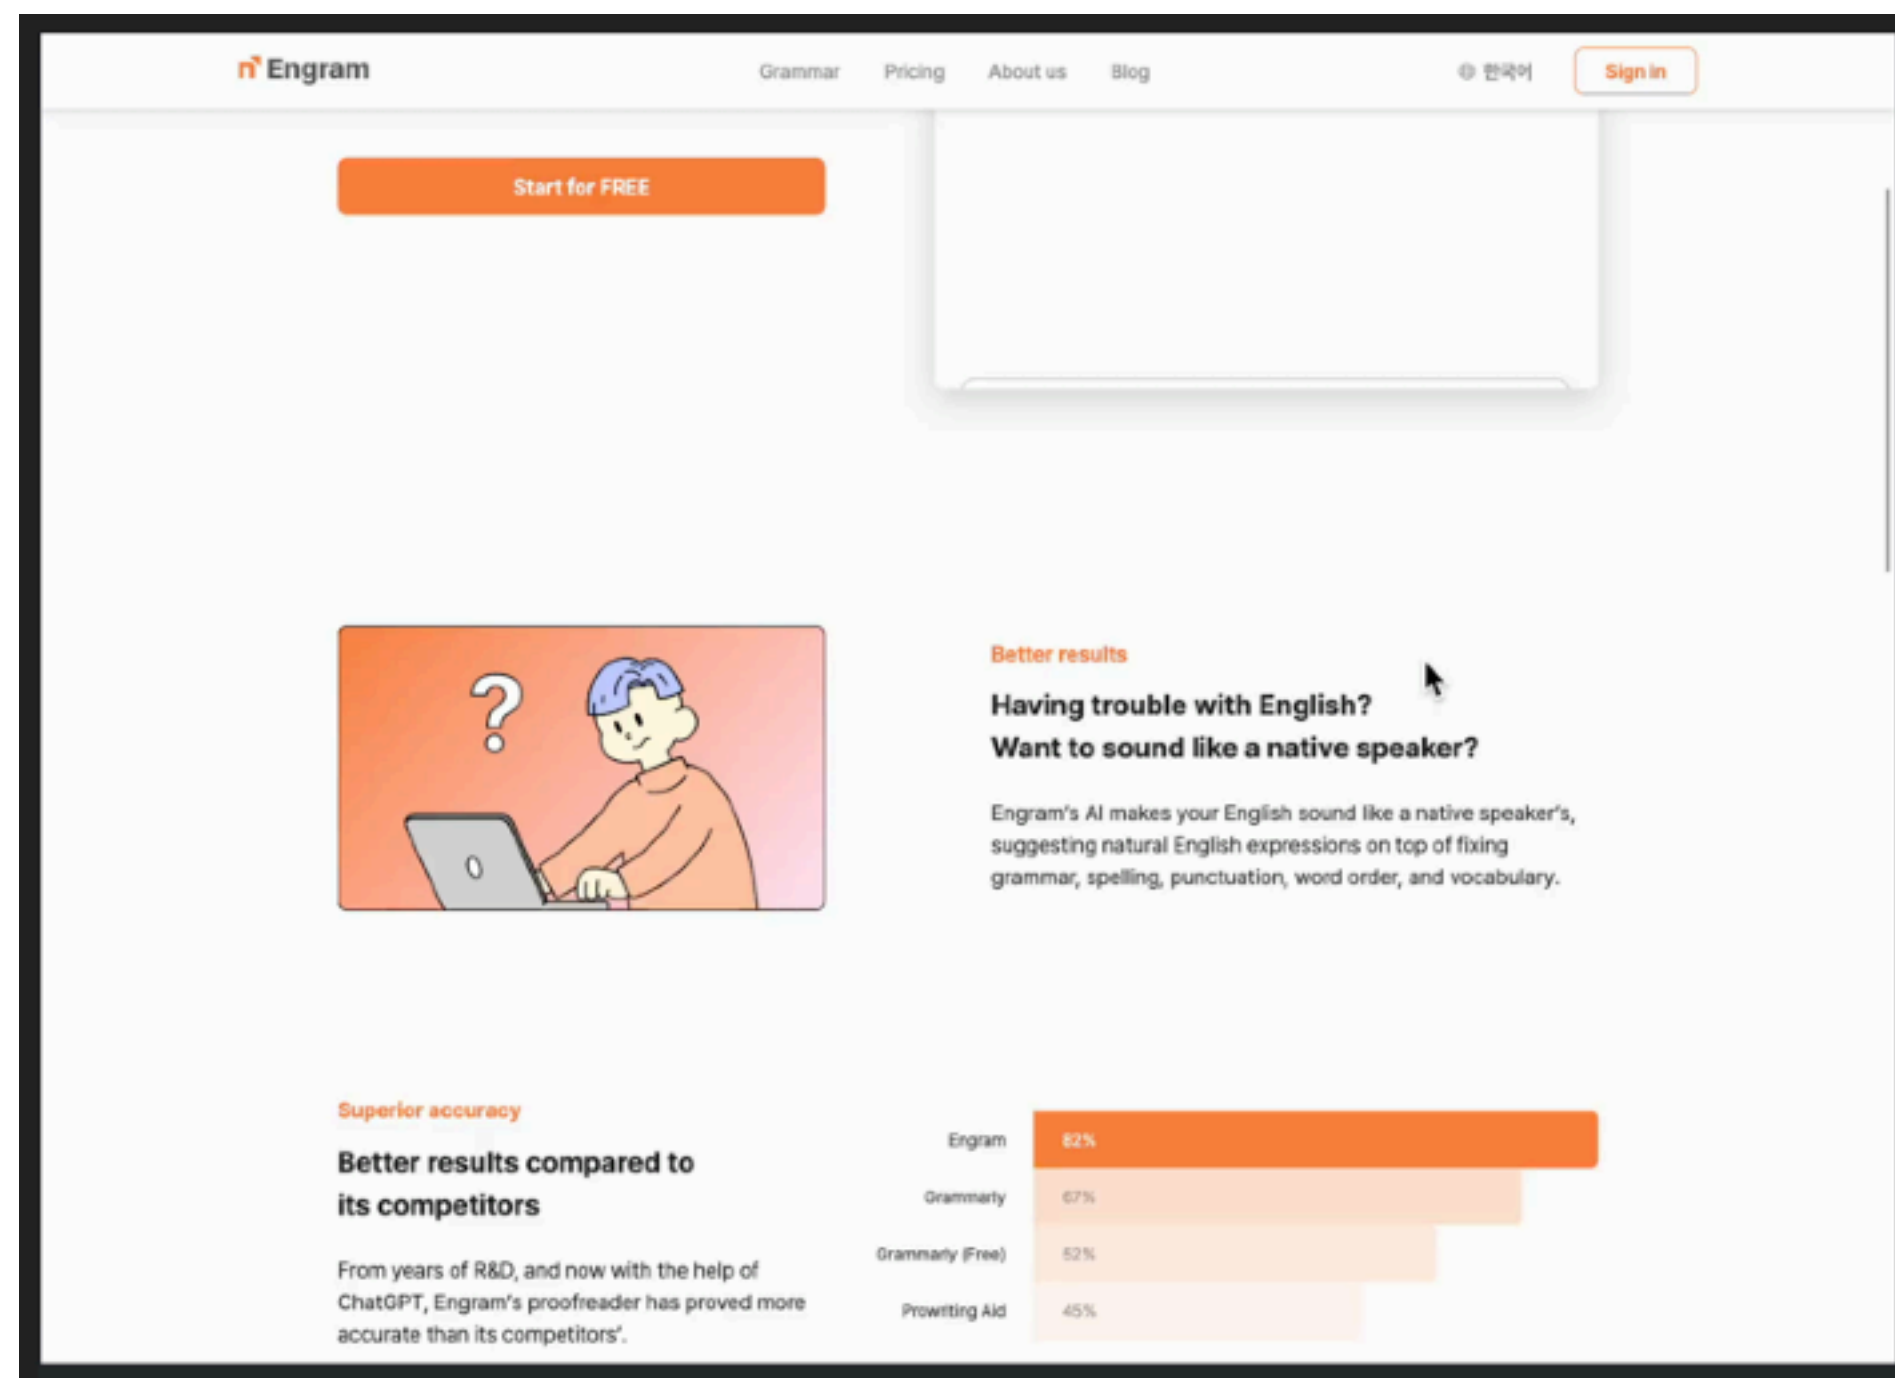 Engram
Grammar
Pricing
About us
Blog
한국어
Sign in
Start for FREE
Better results
Having trouble with English?
Want to sound like a native speaker?
Engram's AI makes your English sound like a native speaker's,
suggesting natural English expressions on top of fixing
grammar, spelling, punctuation, word order, and vocabulary.
Superior accuracy
Better results compared to
its competitors
From years of R&D, and now with the help of
ChatGPT, Engram's proofreader has proved more
accurate than its competitors'.
Engram 82%
Grammarly 67%
Grammarly (Free) 52%
Prowriting Aid 45%